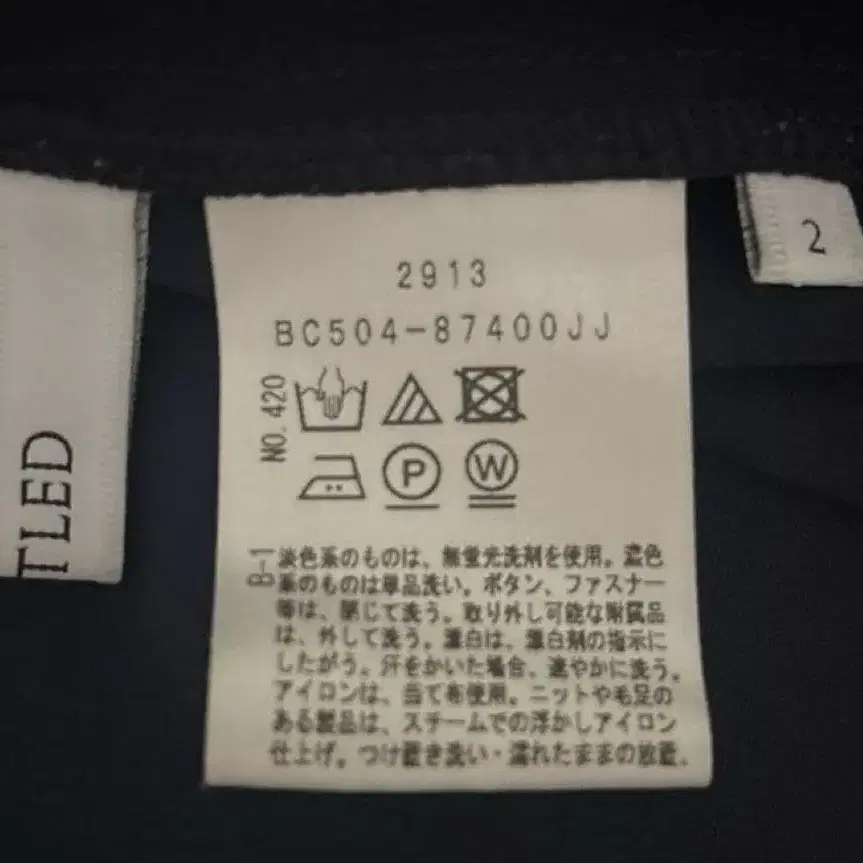 2913
BC504-87400JJ
NO. 420
P
W
B-1
淡色系のものは、無蛍光洗剤を使用。濃色
系のものは単品洗い。ボタン、ファスナー
等は、閉じて洗う。取り外し可能な附属品
は、外して洗う。漂白は、漂白剤の指示に
したがう。汗をかいた場合、速やかに洗う。
アイロンは、当て布使用。ニットや毛足の
ある製品は、スチームでの浮かしアイロン
仕上げ。つけ置き洗い・濡れたままの放置、
2
TLED